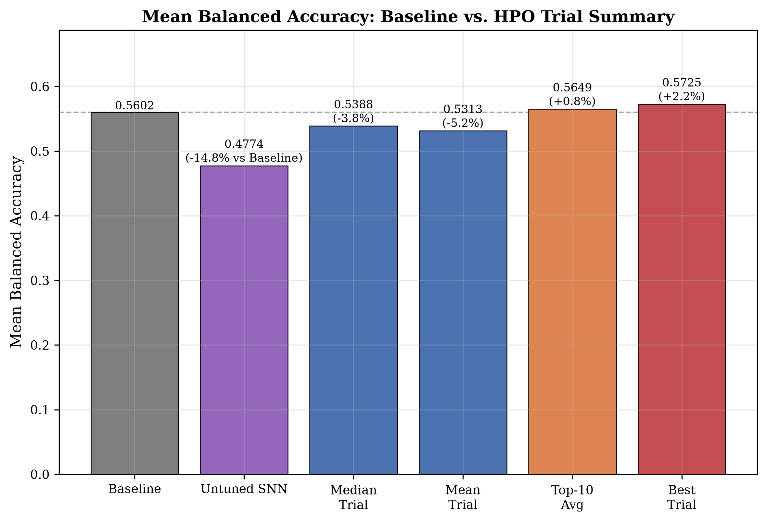 Mean Balanced Accuracy: Baseline vs. HPO Trial Summary
Mean Balanced Accuracy
0.6
0.5
0.4
0.3
0.2
0.1
0.0
0.5602
0.4774
(-14.8% vs Baseline)
0.5388
(-3.8%)
0.5313
(-5.2%)
0.5649
(+0.8%)
0.5725
(+2.2%)
Baseline
Untuned SNN
Median
Trial
Mean
Trial
Top-10
Avg
Best
Trial